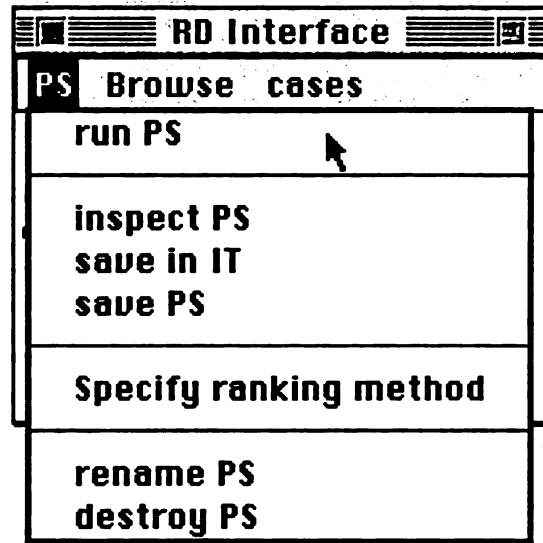 RD Interface
PS Browse cases
run PS
inspect PS
save in IT
save PS
Specify ranking method
rename PS
destroy PS